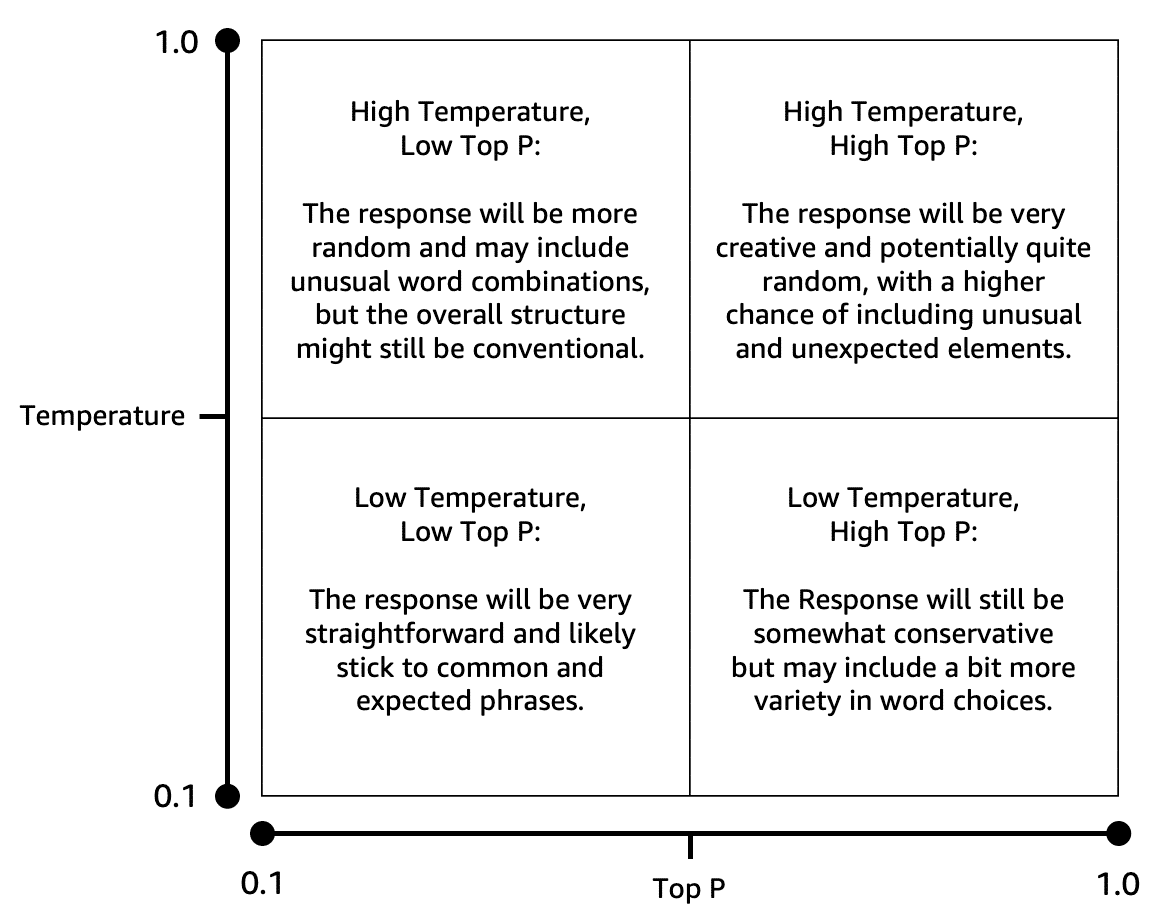 1.0
High Temperature,
Low Top P:
The response will be more
random and may include
unusual word combinations,
but the overall structure
might still be conventional.
High Temperature,
High Top P:
The response will be very
creative and potentially quite
random, with a higher
chance of including unusual
and unexpected elements.
Temperature
Low Temperature,
Low Top P:
The response will be very
straightforward and likely
stick to common and
expected phrases.
Low Temperature,
High Top P:
The Response will still be
somewhat conservative
but may include a bit more
variety in word choices.
0.1
0.1
Top P
1.0